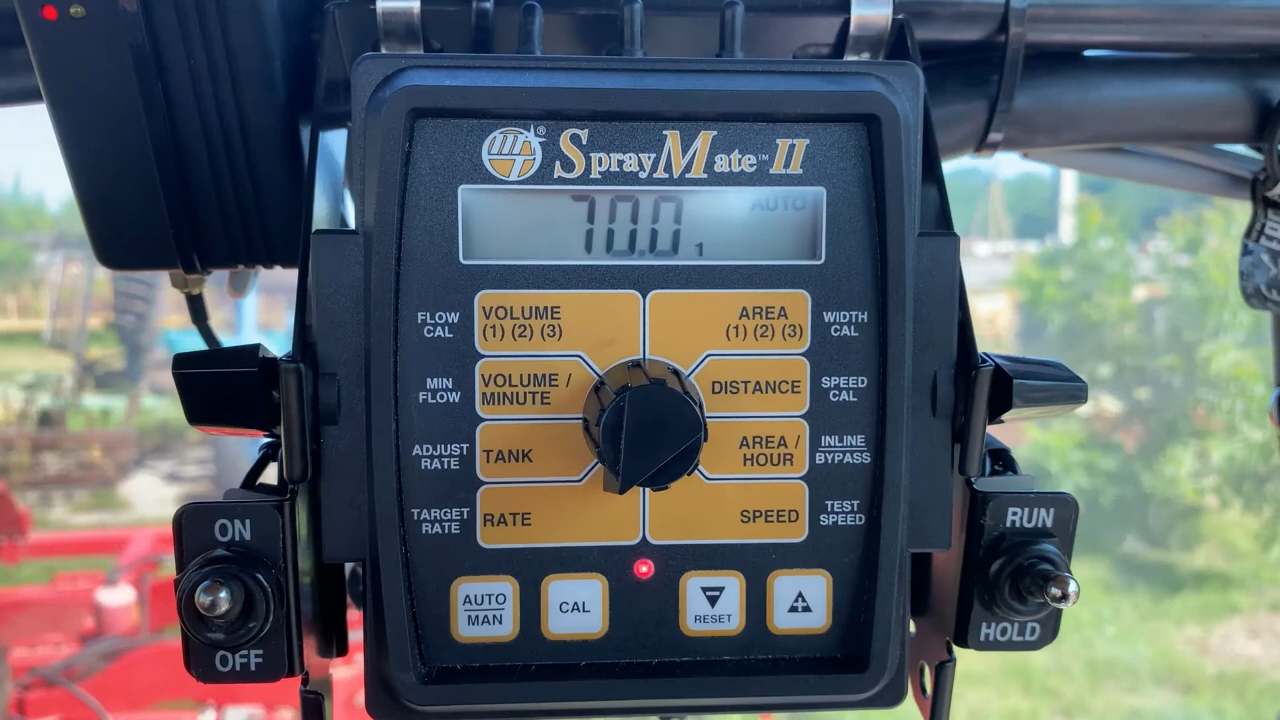 ® SprayMate™ II
AUTO
70.0 1
FLOW
CAL
VOLUME
(1) (2) (3)
AREA
(1) (2) (3)
WIDTH
CAL
MIN
FLOW
VOLUME /
MINUTE
DISTANCE
SPEED
CAL
ADJUST
RATE
TANK
AREA /
HOUR
INLINE
BYPASS
TARGET
RATE
RATE
SPEED
TEST
SPEED
ON
OFF
AUTO
MAN
CAL
RESET
RUN
HOLD